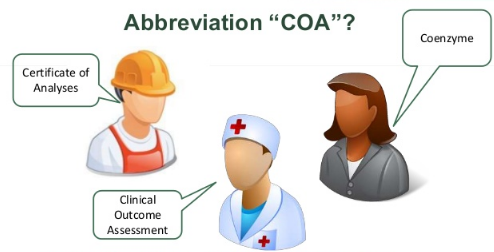 Abbreviation “COA”?
Certificate of
Analyses
Coenzyme
Clinical
Outcome
Assessment